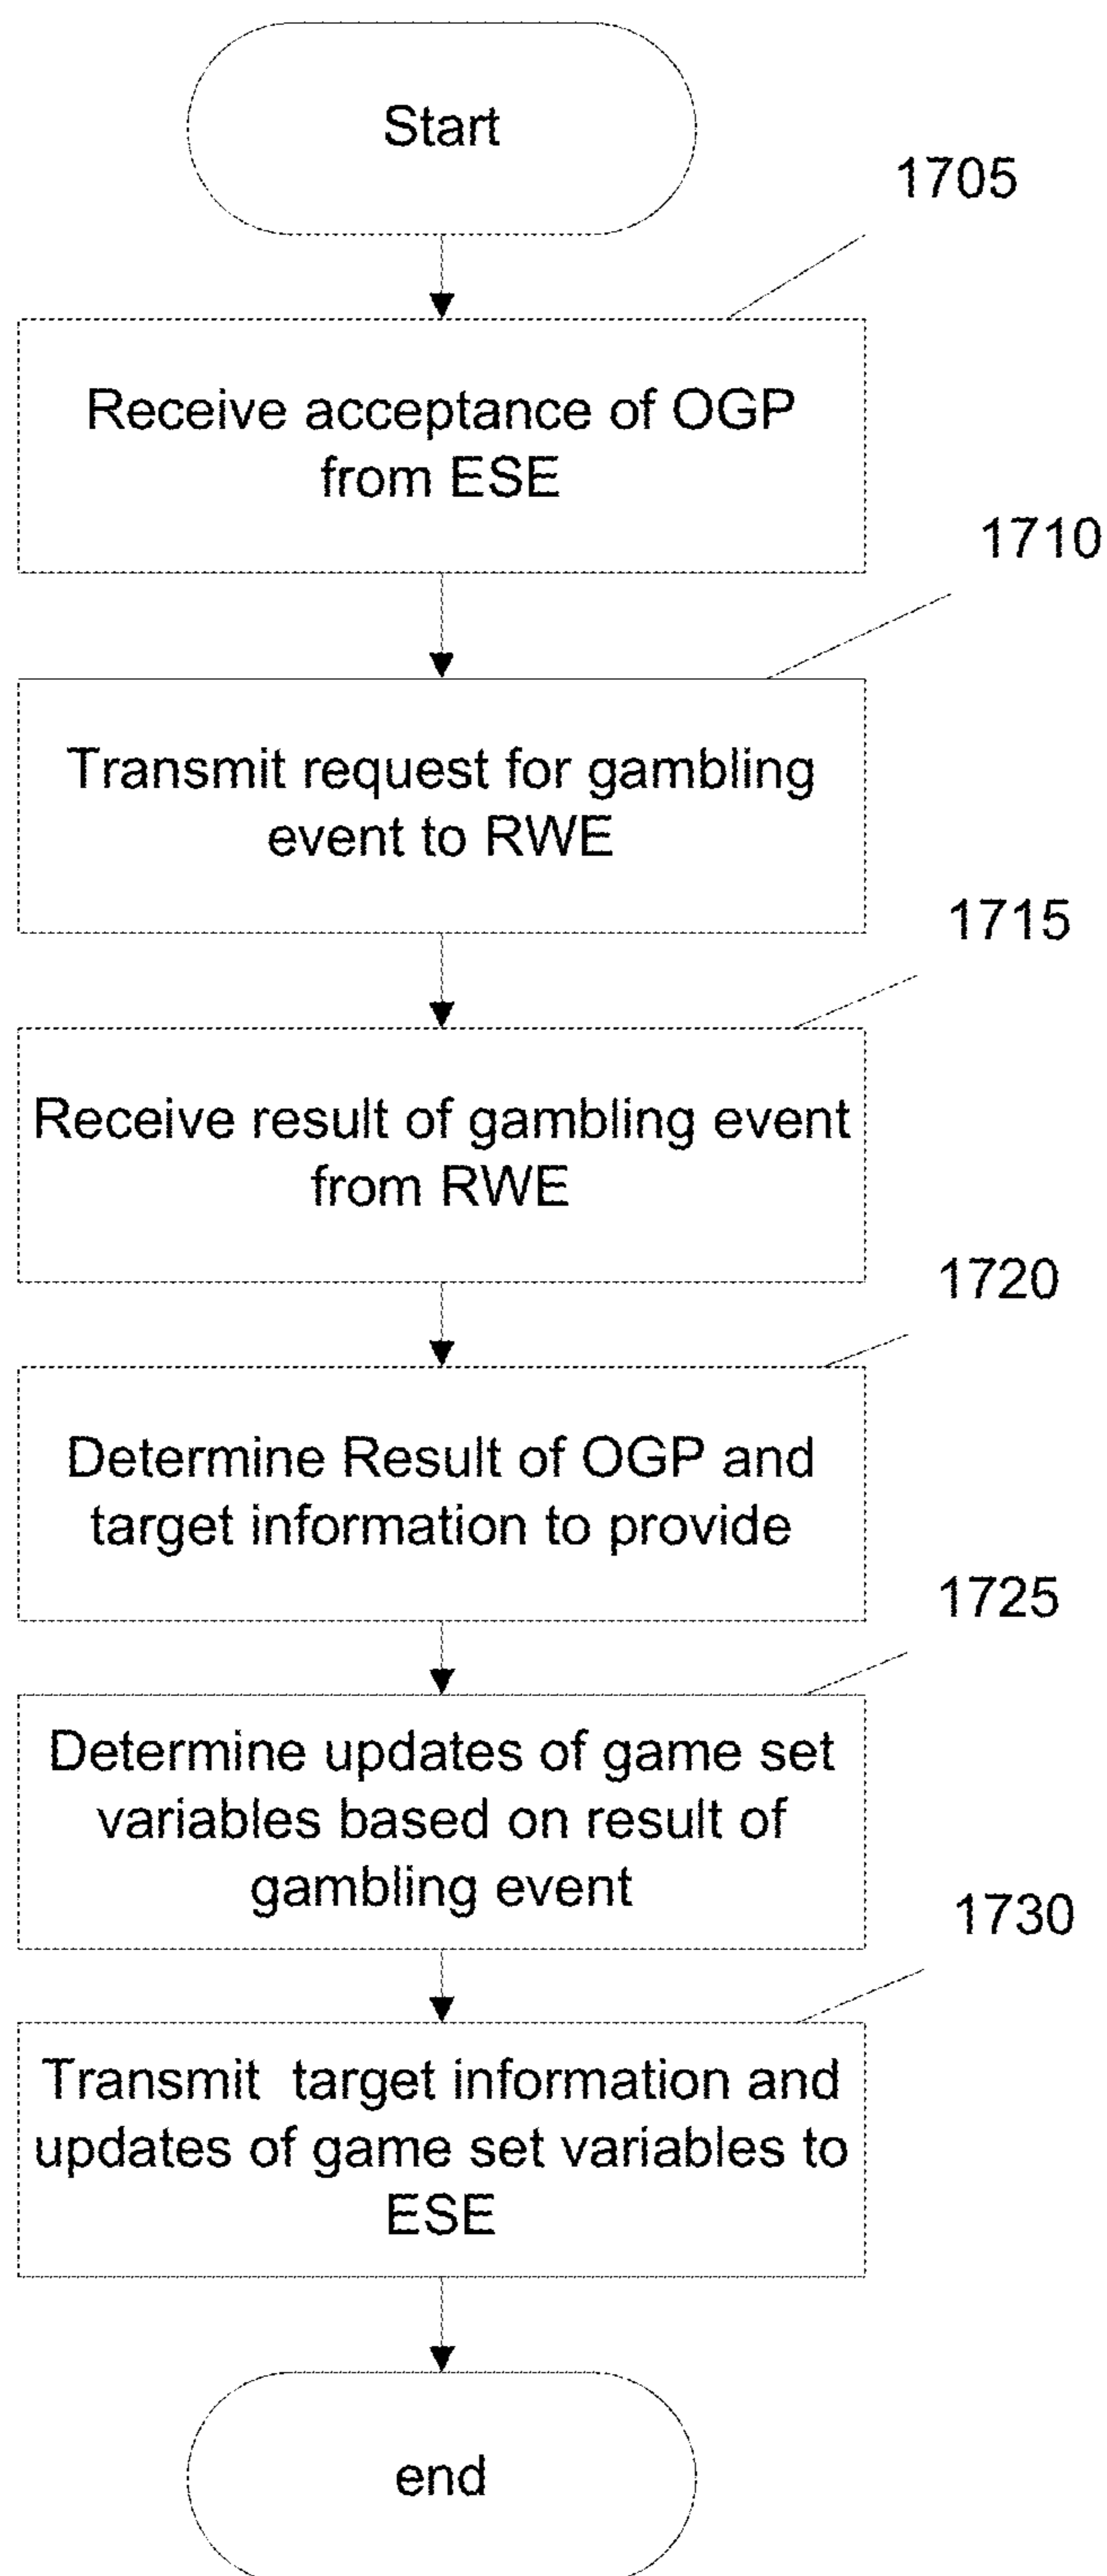 Start
1705
Receive acceptance of OGP
from ESE
1710
Transmit request for gambling
event to RWE
1715
Receive result of gambling event
from RWE
1720
Determine Result of OGP and
target information to provide
1725
Determine updates of game set
variables based on result of
gambling event
1730
Transmit  target information and
updates of game set variables to
ESE
end